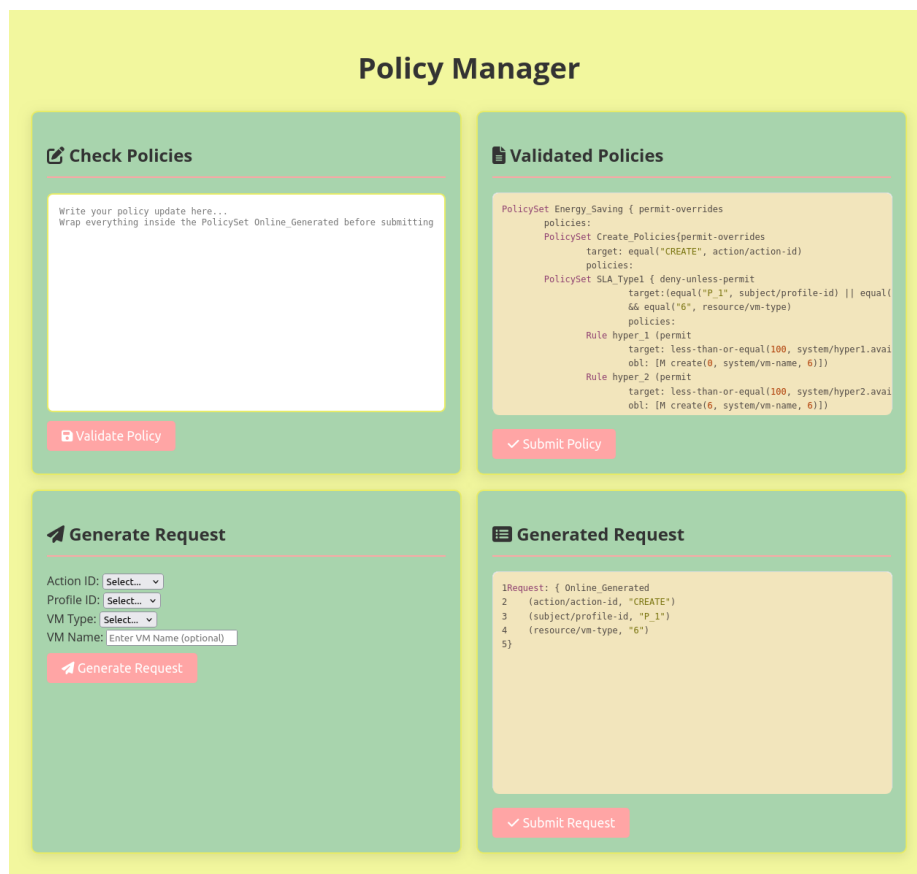 Policy Manager
Check Policies
Write your policy update here...
Wrap everything inside the PolicySet Online_Generated before submitting
Validate Policy
Validated Policies
PolicySet Energy_Saving { permit-overrides
policies:
PolicySet Create_Policies{permit-overrides
target: equal("CREATE", action/action-id)
policies:
PolicySet SLA_Type1 { deny-unless-permit
target:(equal("P_1", subject/profile-id) || equal(
&& equal("6", resource/vm-type)
policies:
Rule hyper_1 (permit
target: less-than-or-equal(100, system/hyper1.avai
obl: [M create(0, system/vm-name, 6)])
Rule hyper_2 (permit
target: less-than-or-equal(100, system/hyper2.avai
obl: [M create(6, system/vm-name, 6)])
Submit Policy
Generate Request
Action ID: Select...
Profile ID: Select...
VM Type: Select...
VM Name: Enter VM Name (optional)
Generate Request
Generated Request
1Request: { Online_Generated
2    (action/action-id, "CREATE")
3    (subject/profile-id, "P_1")
4    (resource/vm-type, "6")
5}
Submit Request